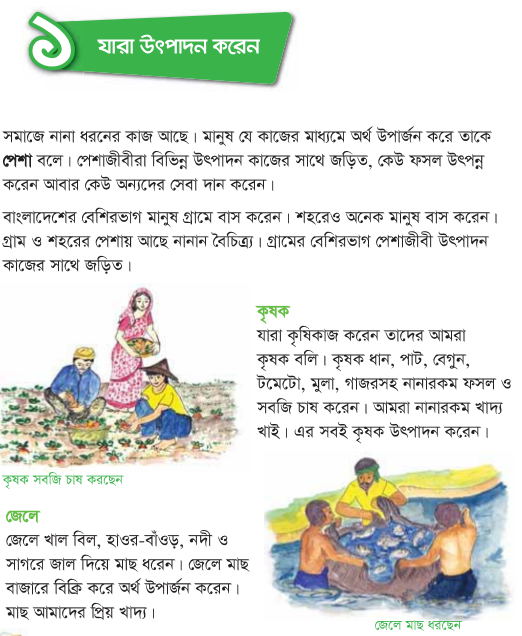 ১
যারা উৎপাদন করেন
সমাজে নানা ধরনের কাজ আছে। মানুষ যে কাজের মাধ্যমে অর্থ উপার্জন করে তাকে
পেশা বলে। পেশাজীবীরা বিভিন্ন উৎপাদন কাজের সাথে জড়িত, কেউ ফসল উৎপন্ন
করেন আবার কেউ অন্যদের সেবা দান করেন।
বাংলাদেশের বেশিরভাগ মানুষ গ্রামে বাস করেন। শহরেও অনেক মানুষ বাস করেন।
গ্রাম ও শহরের পেশায় আছে নানান বৈচিত্র্য। গ্রামের বেশিরভাগ পেশাজীবী উৎপাদন
কাজের সাথে জড়িত।
কৃষক
যারা কৃষিকাজ করেন তাদের আমরা
কৃষক বলি। কৃষক ধান, পাট, বেগুন,
টমেটো, মুলা, গাজরসহ নানারকম ফসল ও
সবজি চাষ করেন। আমরা নানারকম খাদ্য
খাই। এর সবই কৃষক উৎপাদন করেন।
কৃষক সবজি চাষ করছেন
জেলে
জেলে খাল বিল, হাওর-বাঁওড়, নদী ও
সাগরে জাল দিয়ে মাছ ধরেন। জেলে মাছ
বাজারে বিক্রি করে অর্থ উপার্জন করেন।
মাছ আমাদের প্রিয় খাদ্য।
জেলে মাছ ধরছেন